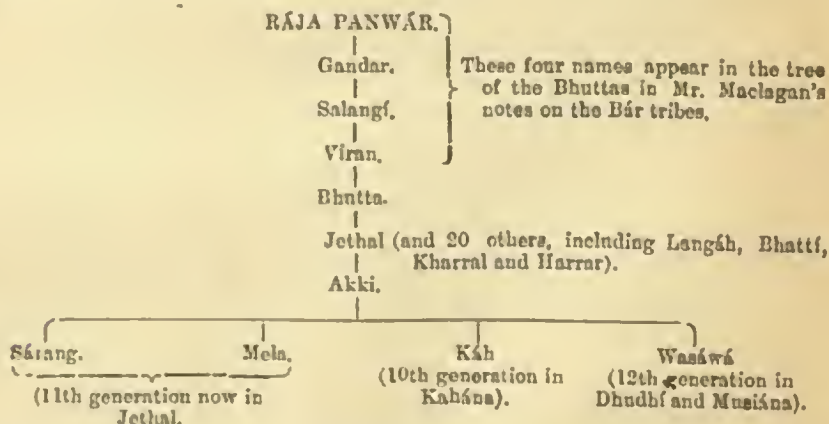 RÁJA PANWÁR.
Gandar.
Salangí.
Víran.
These four names appear in the tree
of the Bhuttas in Mr. Maclagan's
notes on the Bár tribes.
Bhutta.
Jethal (and 20 others, including Langáh, Bhattí,
Kharral and Harrar).
Akki.
Sárang. Mela. Káh Wasáwá
(11th generation now in
Jethal.
(10th generation in
Kahána).
(12th generation in
Dhudhí and Musiána).